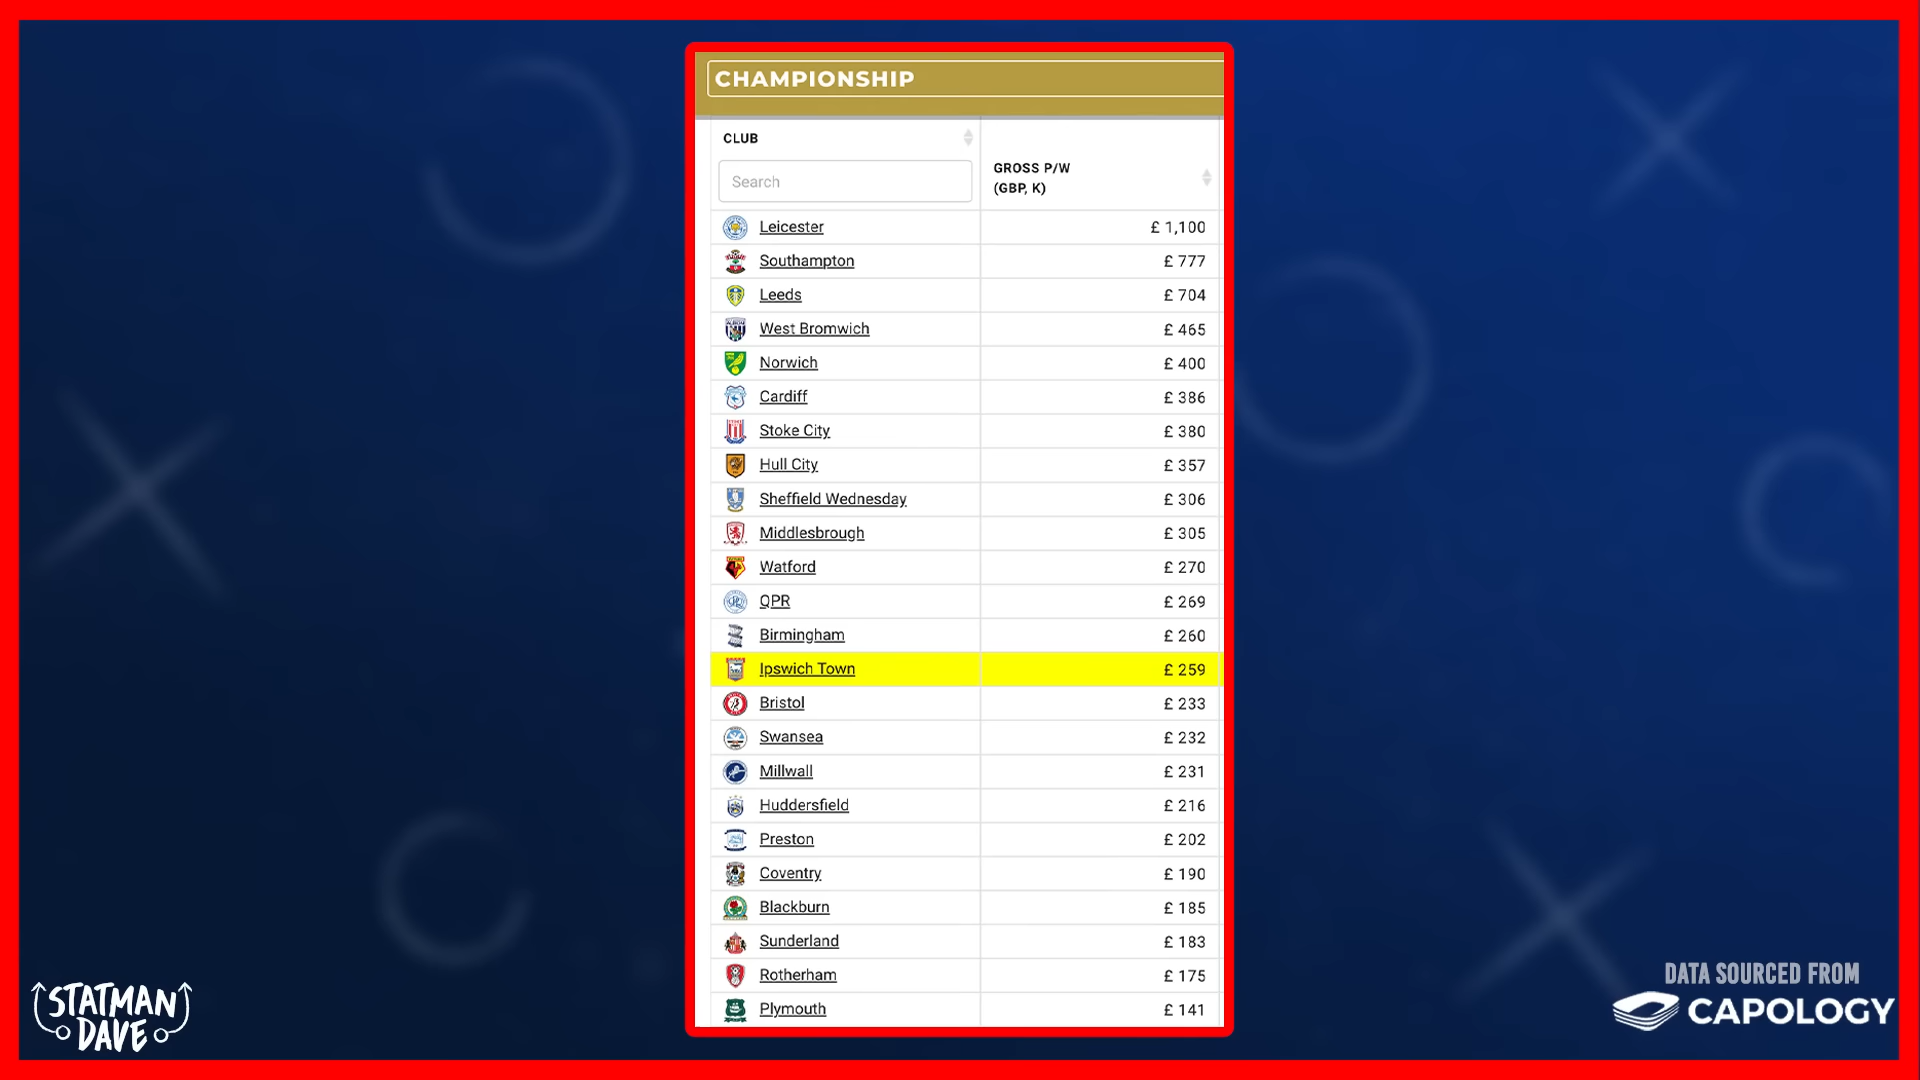 CHAMPIONSHIP
CLUB
Search
GROSS P/W
(GBP, K)
Leicester £ 1,100
Southampton £ 777
Leeds £ 704
West Bromwich £ 465
Norwich £ 400
Cardiff £ 386
Stoke City £ 380
Hull City £ 357
Sheffield Wednesday £ 306
Middlesbrough £ 305
Watford £ 270
QPR £ 269
Birmingham £ 260
Ipswich Town £ 259
Bristol £ 233
Swansea £ 232
Millwall £ 231
Huddersfield £ 216
Preston £ 202
Coventry £ 190
Blackburn £ 185
Sunderland £ 183
Rotherham £ 175
Plymouth £ 141
STATMAN
DAVE
DATA SOURCED FROM
CAPOLOGY